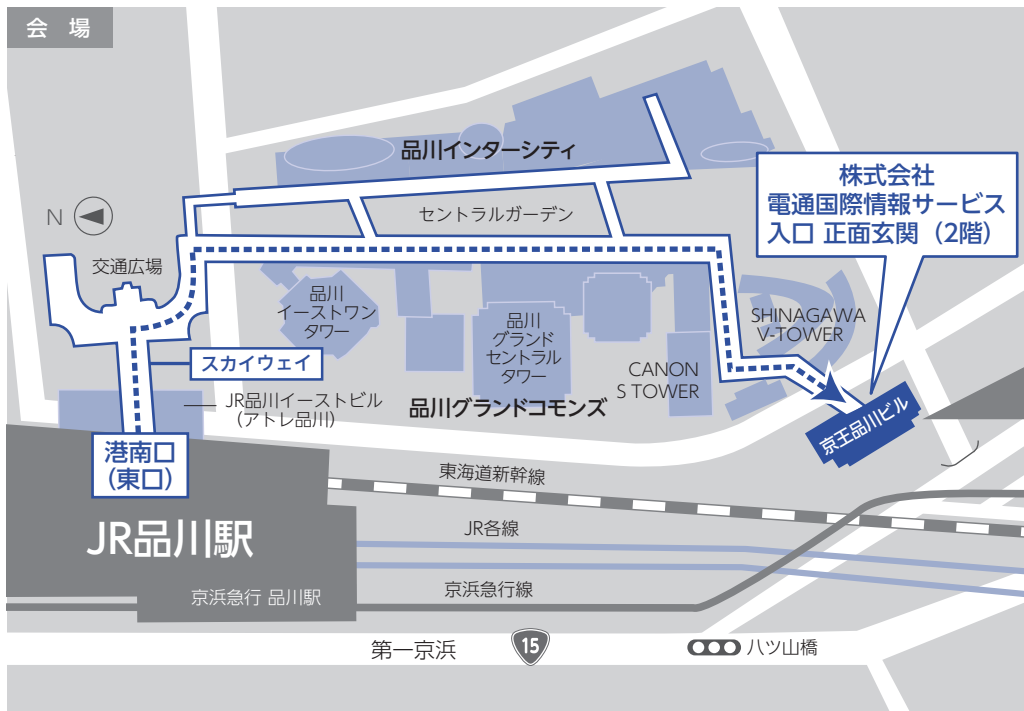 会 場
品川インターシティ
株式会社
電通国際情報サービス
入口 正面玄関（2階）
N
セントラルガーデン
交通広場
品川
イーストワン
タワー
品川
グランド
セントラル
タワー
SHINAGAWA
V-TOWER
スカイウェイ
CANON
S TOWER
JR品川イーストビル
（アトレ品川）
品川グランドコモンズ
京王品川ビル
港南口
（東口）
東海道新幹線
JR品川駅
JR各線
京浜急行 品川駅
京浜急行線
第一京浜
15
八ツ山橋